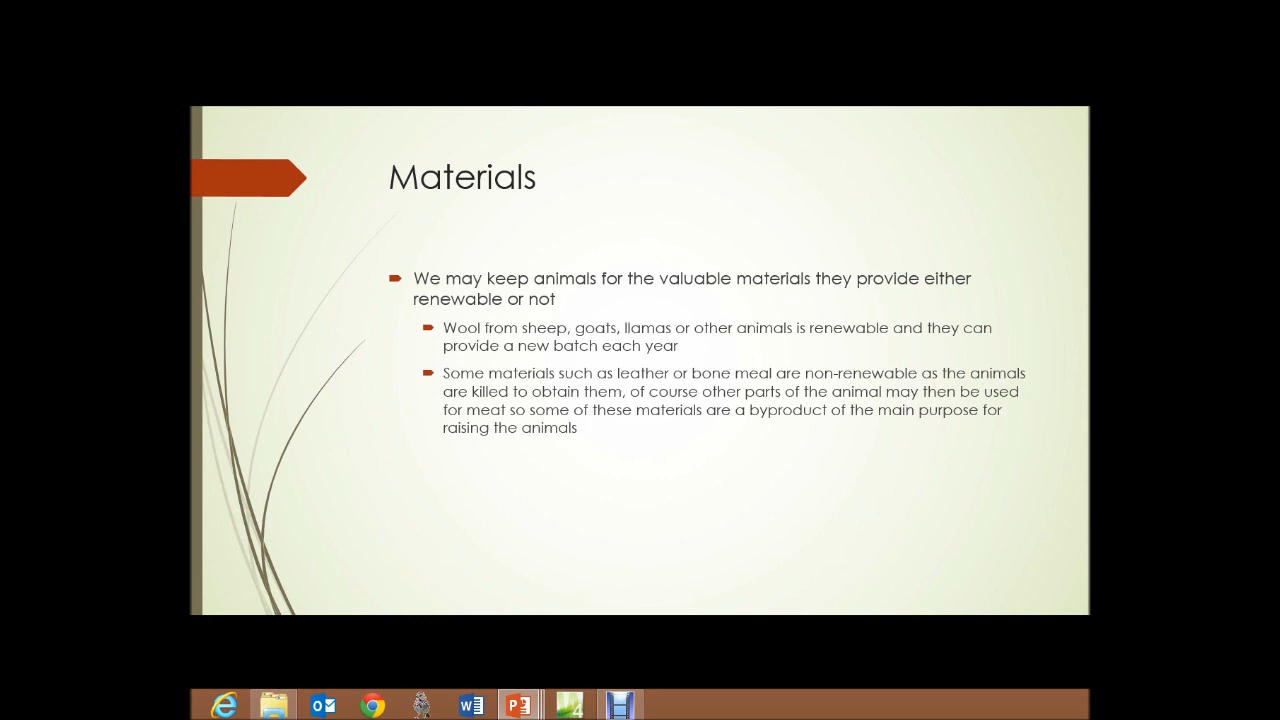 Materials
We may keep animals for the valuable materials they provide either
renewable or not
Wool from sheep, goats, llamas or other animals is renewable and they can
provide a new batch each year
Some materials such as leather or bone meal are non-renewable as the animals
are killed to obtain them, of course other parts of the animal may then be used
for meat so some of these materials are a byproduct of the main purpose for
raising the animals